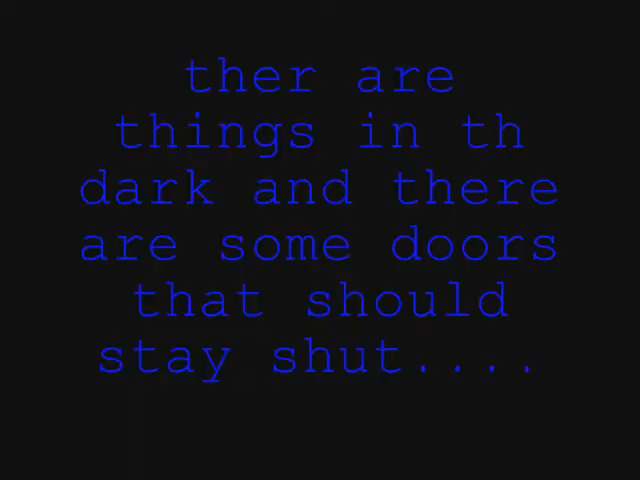 ther are
things in th
dark and there
are some doors
that should
stay shut....